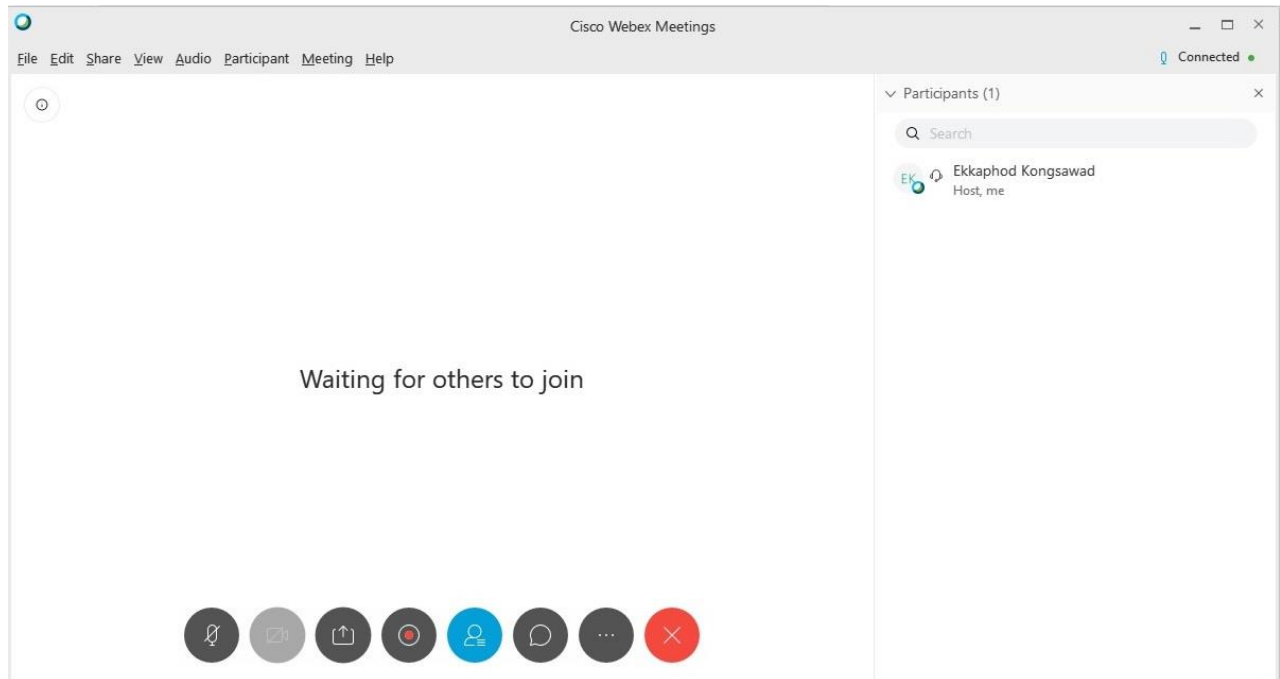 Cisco Webex Meetings
File Edit Share View Audio Participant Meeting Help
Connected
Participants (1)
Search
EK
Ekkaphod Kongsawad
Host, me
Waiting for others to join